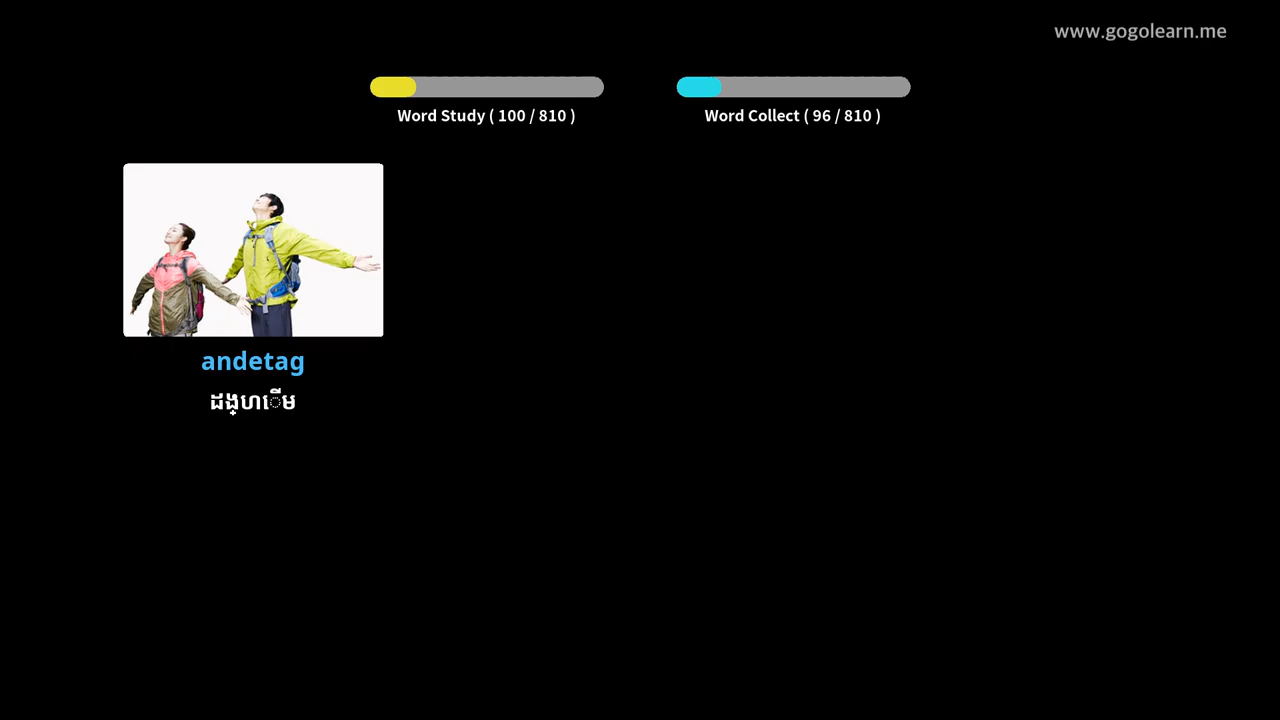 www.gogolearn.me
Word Study ( 100 / 810 )
Word Collect ( 96 / 810 )
andetag
ដង្ហើម